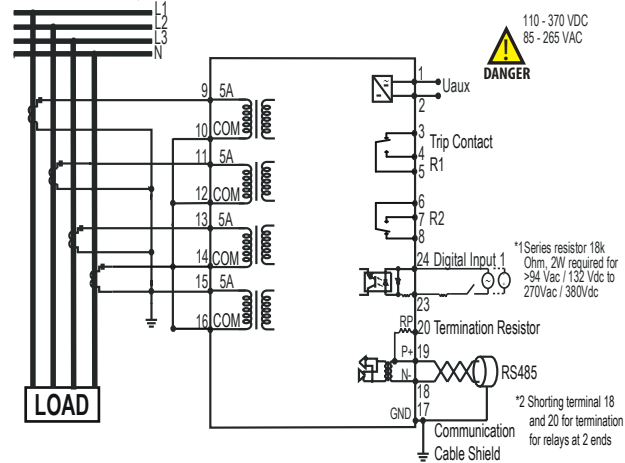 L1
L2
L3
N
110 - 370 VDC
85 - 265 VAC
DANGER
9 5A
10 COM
11 5A
12 COM
13 5A
14 COM
15 5A
16 COM
1
Uaux
2
3
Trip Contact
4
R1
5
6
7 R2
8
24 Digital Input 1
23
*1 Series resistor 18k
Ohm, 2W required for
>94 Vac / 132 Vdc to
270Vac / 380Vdc
RP
20 Termination Resistor
P+ 19
RS485
N-
18
GND 17
Communication
Cable Shield
*2 Shorting terminal 18
and 20 for termination
for relays at 2 ends
LOAD